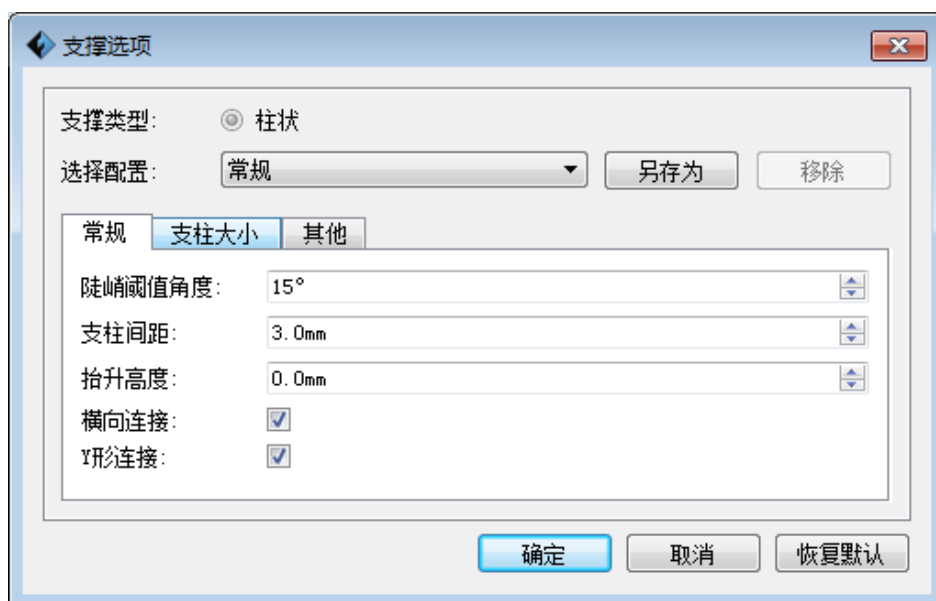 支撑选项
支撑类型: 柱状
选择配置: 常规 另存为 移除
常规 支柱大小 其他
陡峭阈值角度: 15°
支柱间距: 3.0mm
抬升高度: 0.0mm
横向连接:
Y形连接:
确定 取消 恢复默认